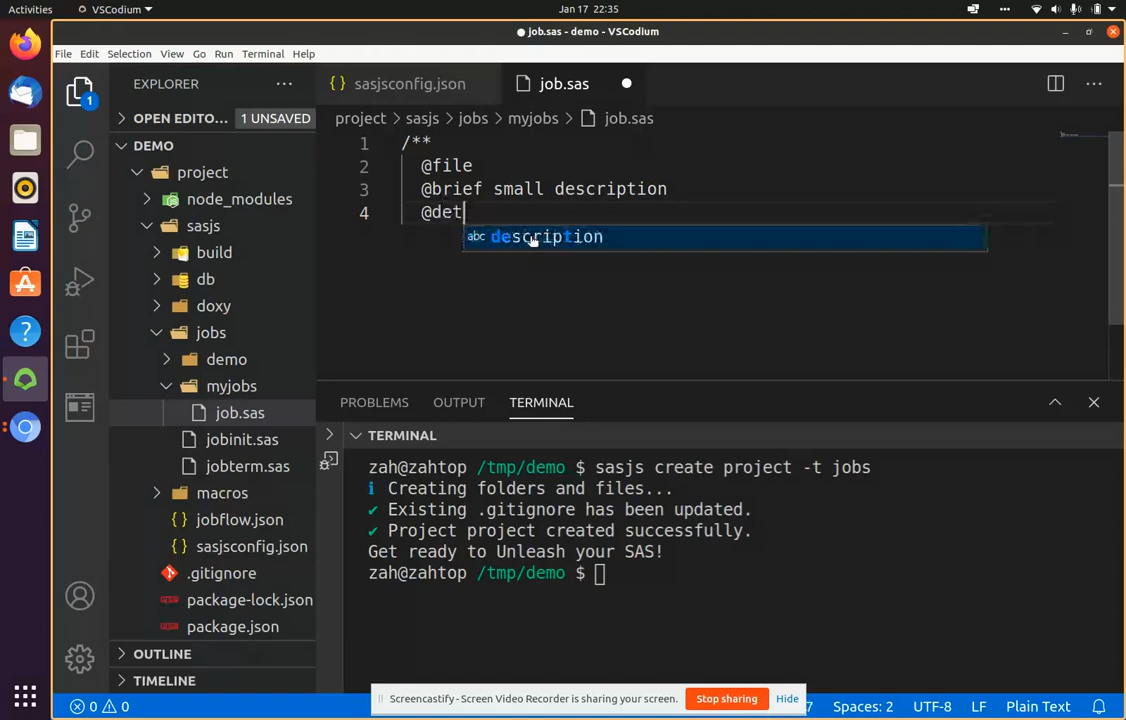 Activities
VSCodium
Jan 17 22:35
job.sas - demo - VSCodium
File Edit Selection View Go Run Terminal Help
EXPLORER
{} sasjsconfig.json
job.sas
1
OPEN EDITO... 1 UNSAVED
project > sasjs > jobs > myjobs > job.sas
DEMO
project
node_modules
sasjs
build
db
doxy
jobs
demo
myjobs
job.sas
jobinit.sas
jobterm.sas
macros
{} jobflow.json
{} sasjsconfig.json
.gitignore
package-lock.json
package.json
OUTLINE
TIMELINE
1 /**
2 @file
3 @brief small description
4 @det
abc description
PROBLEMS OUTPUT TERMINAL
TERMINAL
zah@zahtop /tmp/demo $ sasjs create project -t jobs
ℹ Creating folders and files...
✔ Existing .gitignore has been updated.
✔ Project project created successfully.
Get ready to Unleash your SAS!
zah@zahtop /tmp/demo $
Screencastify - Screen Video Recorder is sharing your screen. Stop sharing Hide
0 0
7 Spaces: 2 UTF-8 LF Plain Text